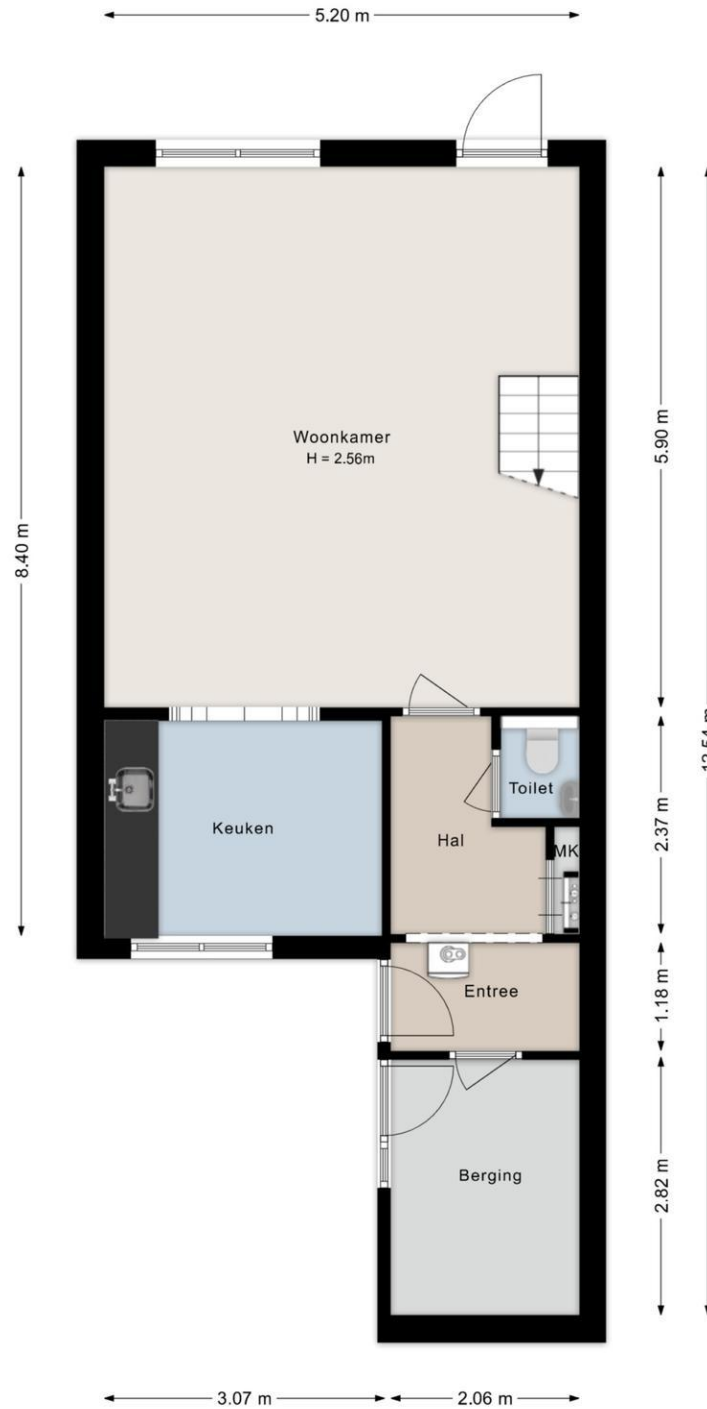 5.20 m
Woonkamer
H = 2.56m
5.90 m
8.40 m
Toilet
Keuken
Hal
MK
2.37 m
Entree
1.18 m
Berging
2.82 m
3.07 m
2.06 m